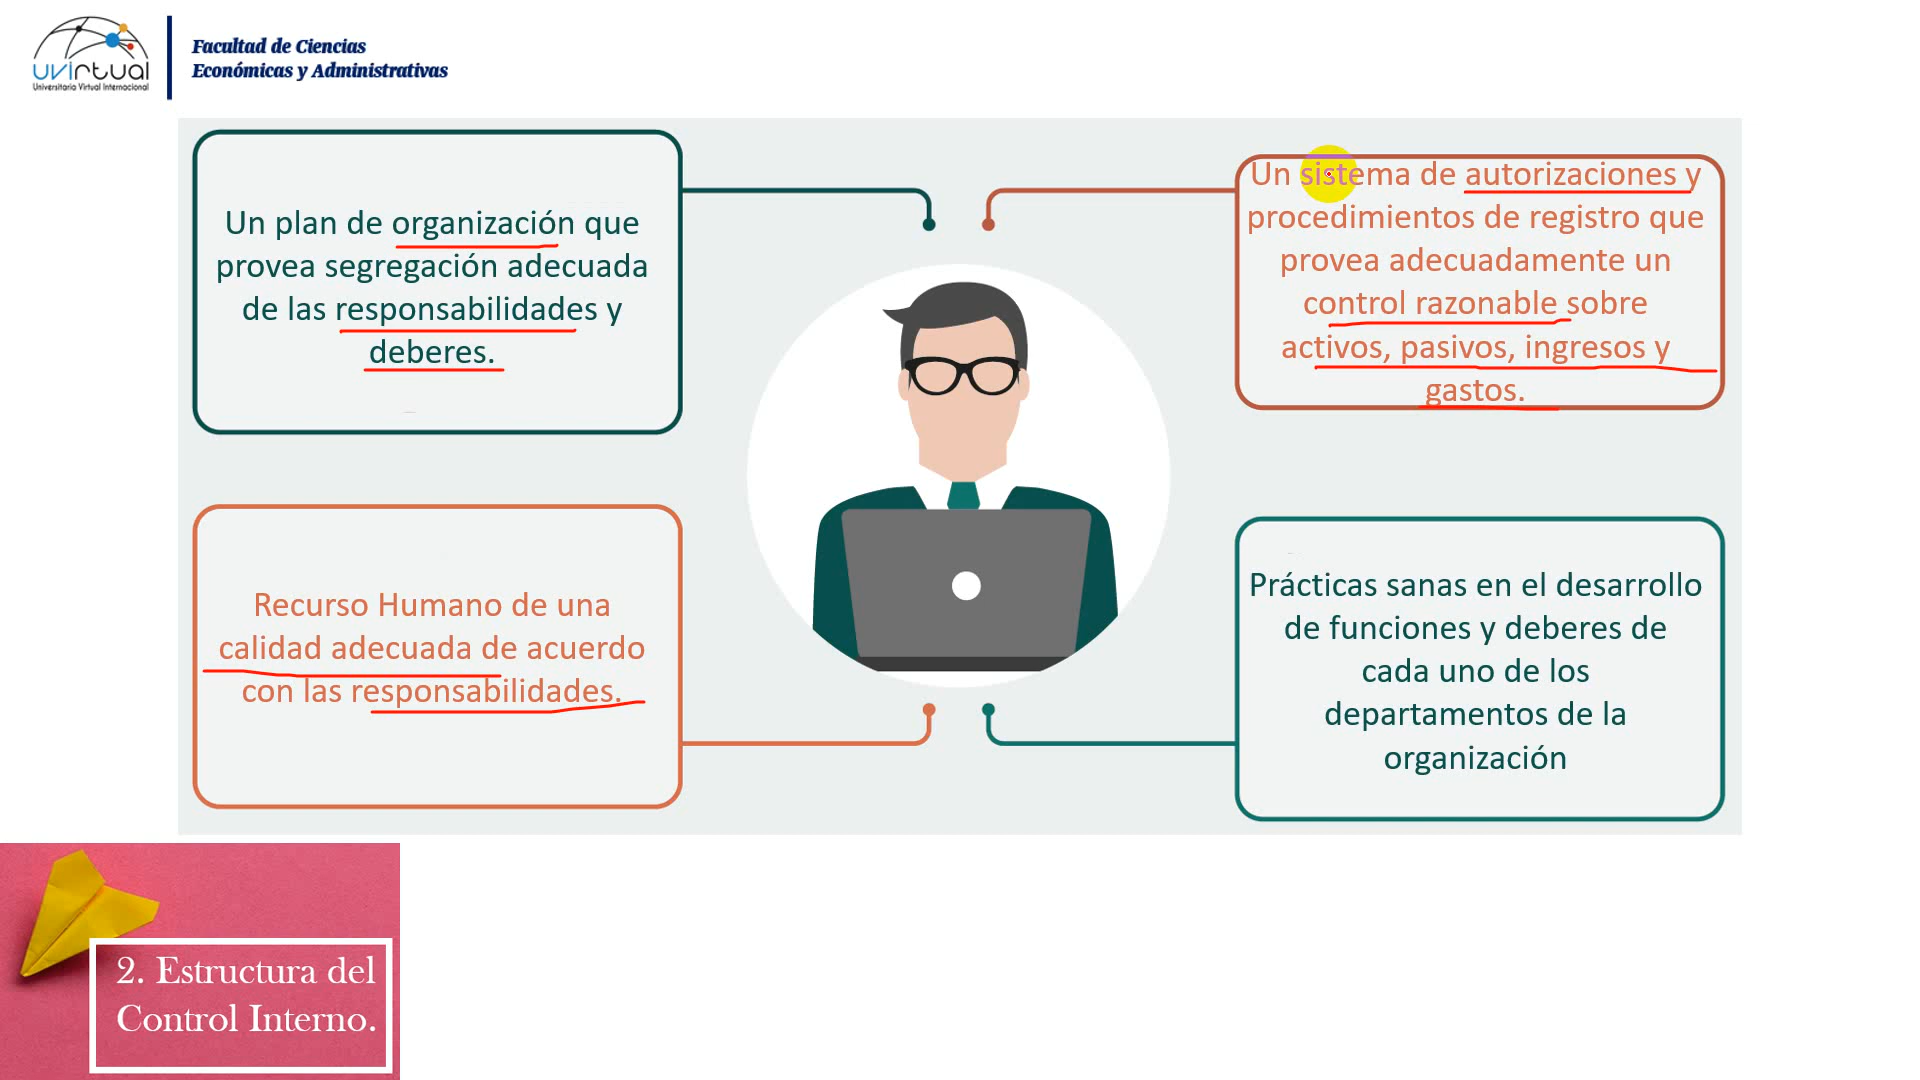 uvirtual
Universitaria Virtual Internacional
Facultad de Ciencias
Económicas y Administrativas
Un plan de organización que
provea segregación adecuada
de las responsabilidades y
deberes.
Un sistema de autorizaciones y
procedimientos de registro que
provea adecuadamente un
control razonable sobre
activos, pasivos, ingresos y
gastos.
Recurso Humano de una
calidad adecuada de acuerdo
con las responsabilidades.
Prácticas sanas en el desarrollo
de funciones y deberes de
cada uno de los
departamentos de la
organización
2. Estructura del
Control Interno.